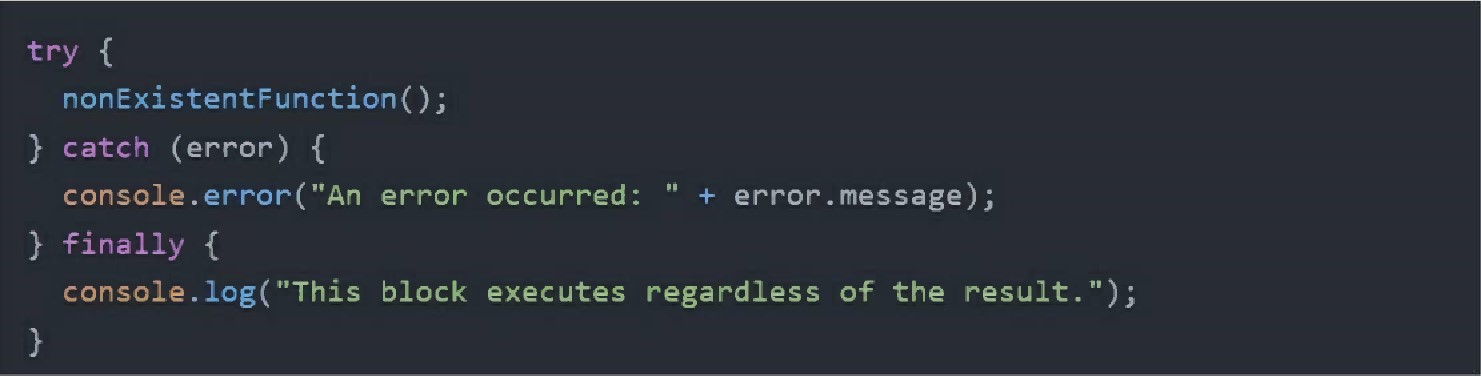 try {
  nonExistentFunction();
} catch (error) {
  console.error("An error occurred: " + error.message);
} finally {
  console.log("This block executes regardless of the result.");
}